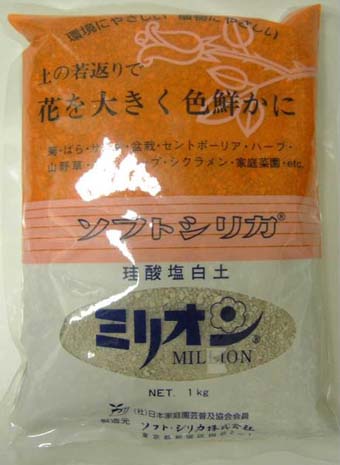 環境にやさしい 植物にやさしい
土の若返りで
花を大きく色鮮かに
盆栽・セントポーリア・ハーブ・
山野草・シクラメン・家庭菜園・etc.
ソフトシリカ®
珪酸塩白土
ミリオン®
MILLION
NET. 1kg
(社)日本家庭園芸普及協会会員
製造元 ソフト・シリカ株式会社